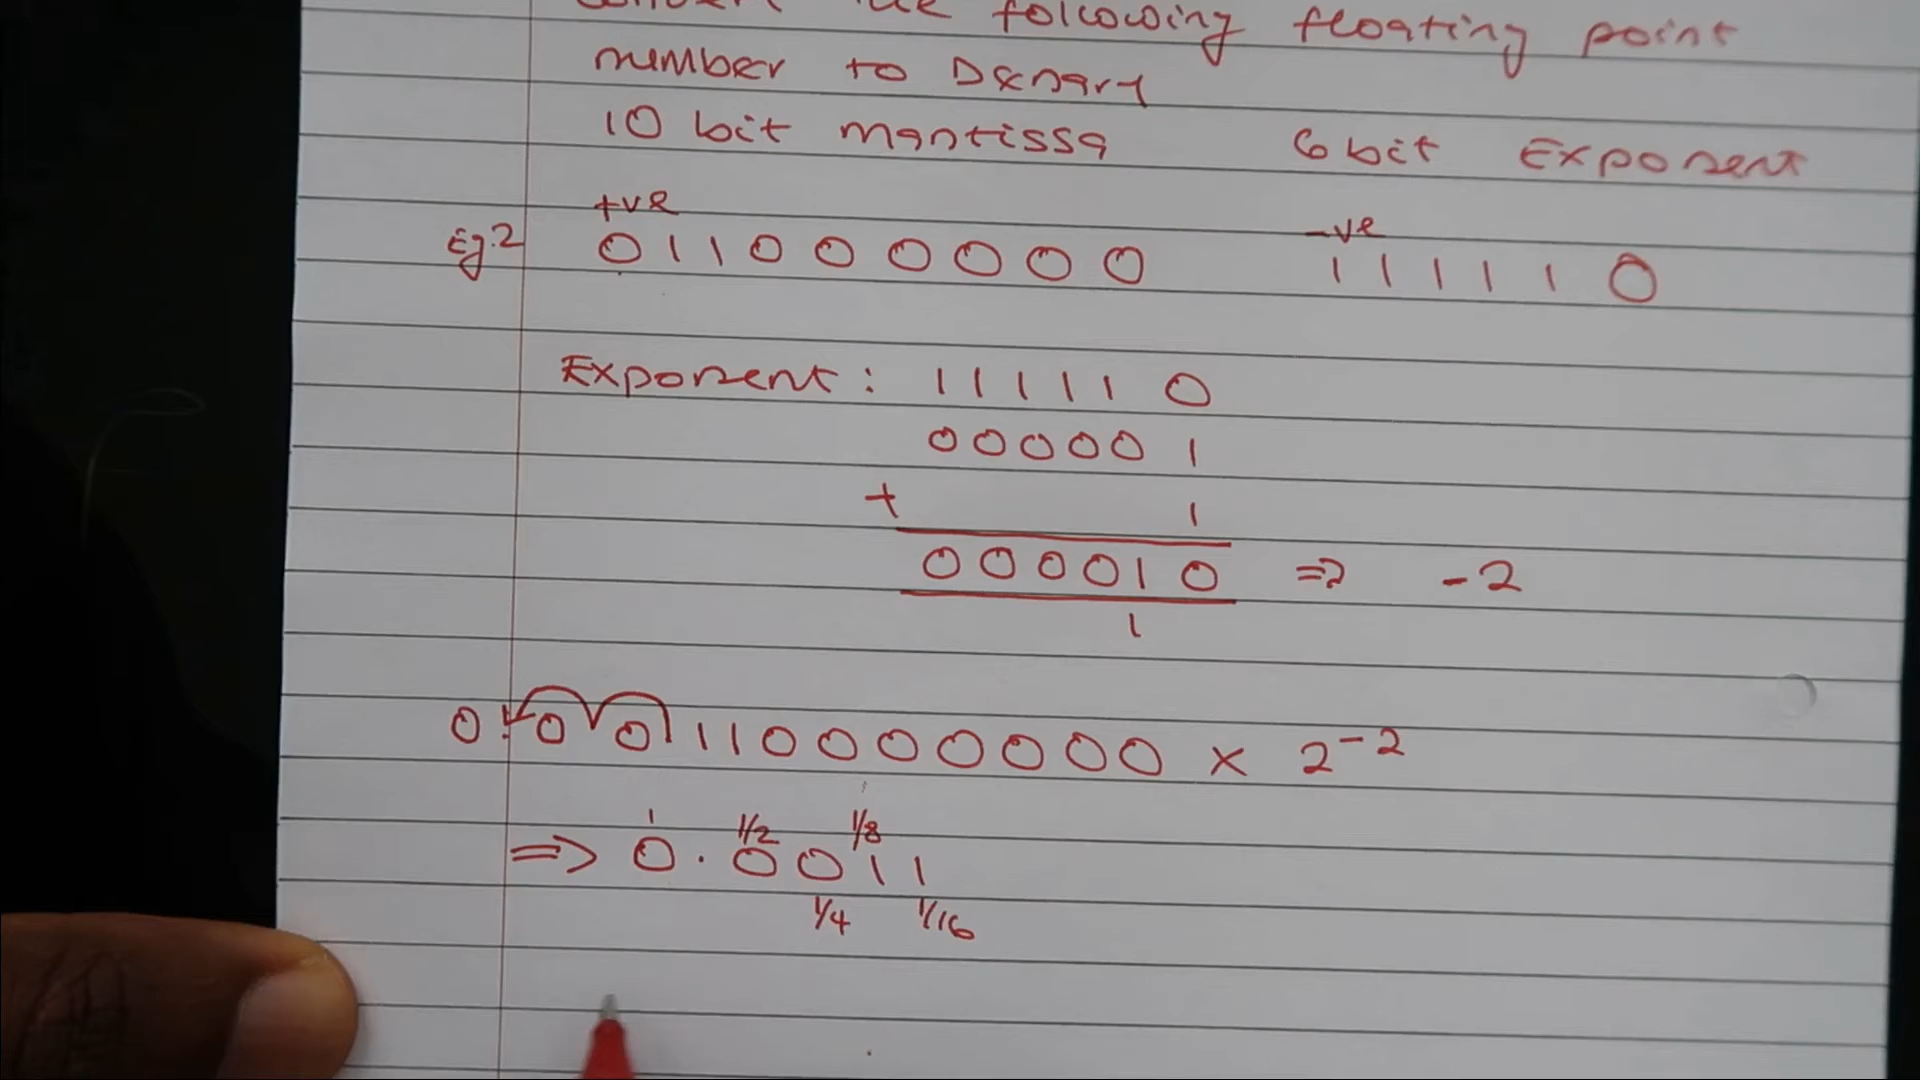 Convert the following floating point
number to Denary
10 bit mantissa 6 bit Exponent
+ve -ve
Eg.2 0 1 1 0 0 0 0 0 0 1 1 1 1 1 0
Exponent: 1 1 1 1 1 0
0 0 0 0 0 1
+ 1
0 0 0 0 1 0 => -2
1
0.0 0 1 1 0 0 0 0 0 0 0 × 2⁻²
1 1/2 1/8
=> 0.0 0 1 1
1/4 1/16